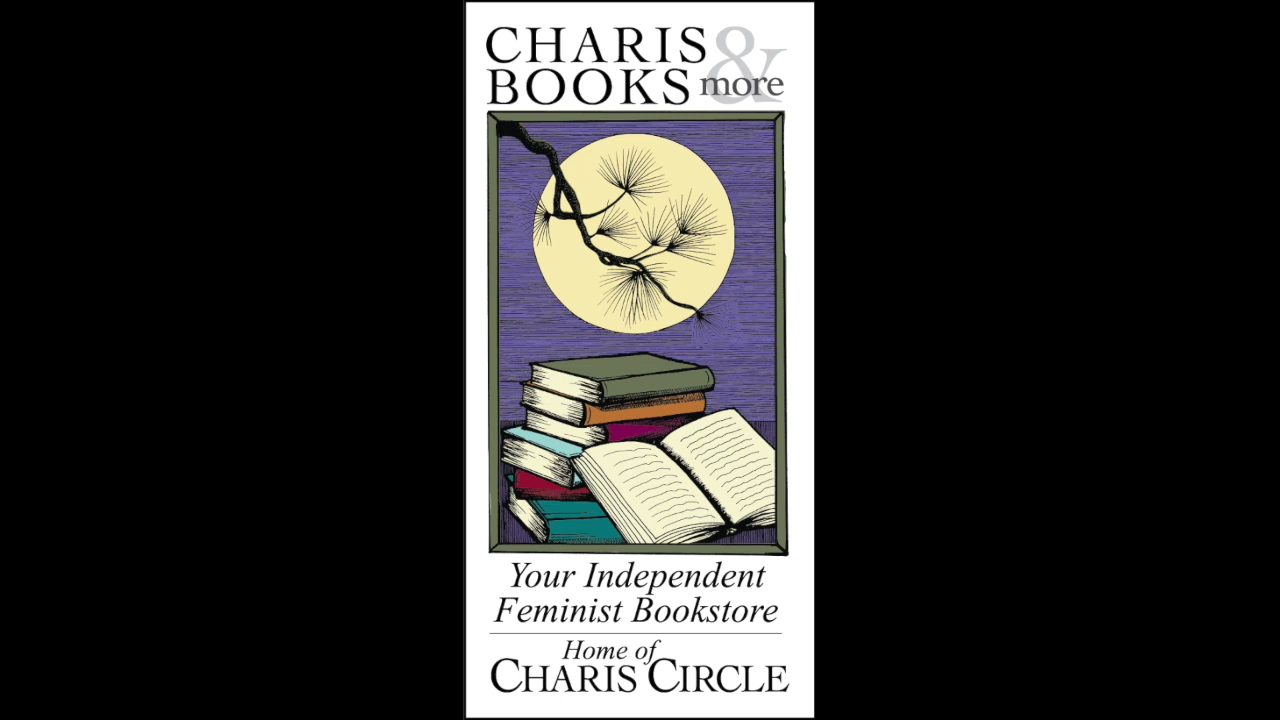 CHARIS &
BOOKS more
Your Independent
Feminist Bookstore
Home of
CHARIS CIRCLE